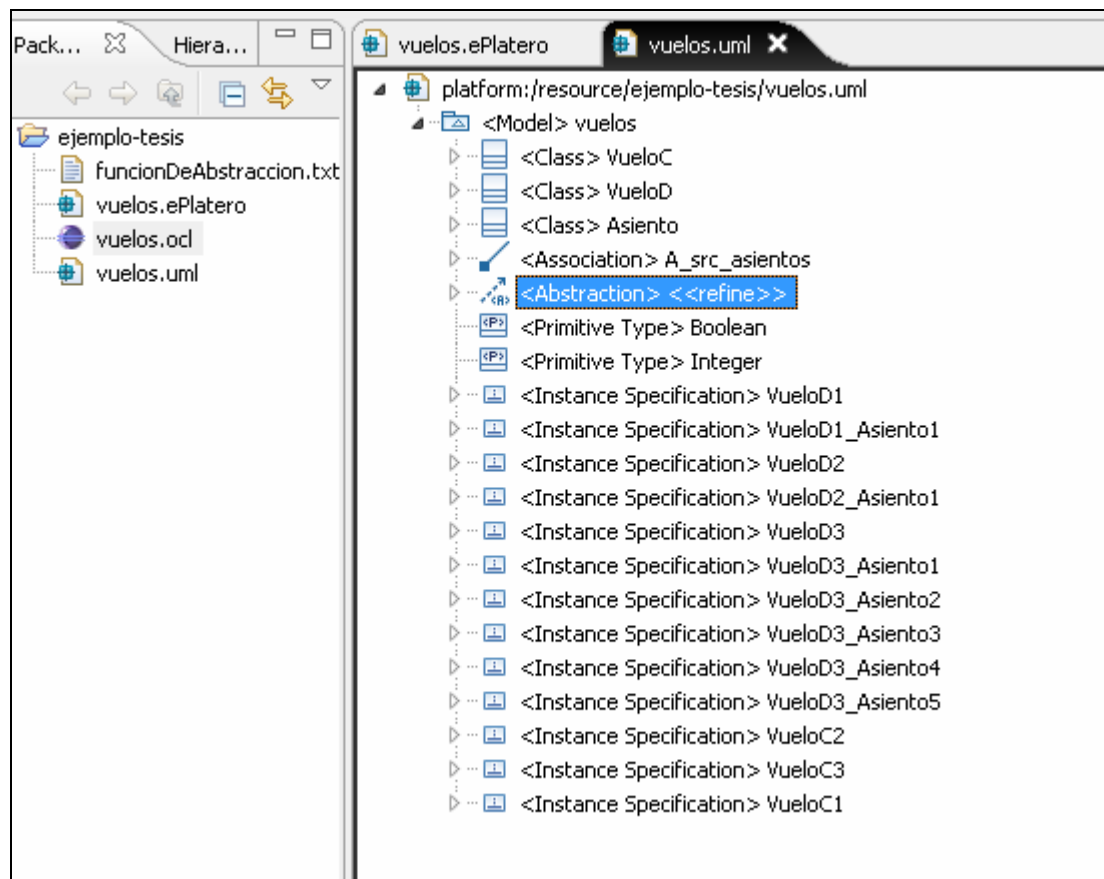 Pack...
Hiera...
ejemplo-tesis
funcionDeAbstraccion.txt
vuelos.ePlatero
vuelos.ocl
vuelos.uml
vuelos.ePlatero
vuelos.uml
platform:/resource/ejemplo-tesis/vuelos.uml
<Model> vuelos
<Class> VueloC
<Class> VueloD
<Class> Asiento
<Association> A_src_asientos
<Abstraction> <<refine>>
<Primitive Type> Boolean
<Primitive Type> Integer
<Instance Specification> VueloD1
<Instance Specification> VueloD1_Asiento1
<Instance Specification> VueloD2
<Instance Specification> VueloD2_Asiento1
<Instance Specification> VueloD3
<Instance Specification> VueloD3_Asiento1
<Instance Specification> VueloD3_Asiento2
<Instance Specification> VueloD3_Asiento3
<Instance Specification> VueloD3_Asiento4
<Instance Specification> VueloD3_Asiento5
<Instance Specification> VueloC2
<Instance Specification> VueloC3
<Instance Specification> VueloC1